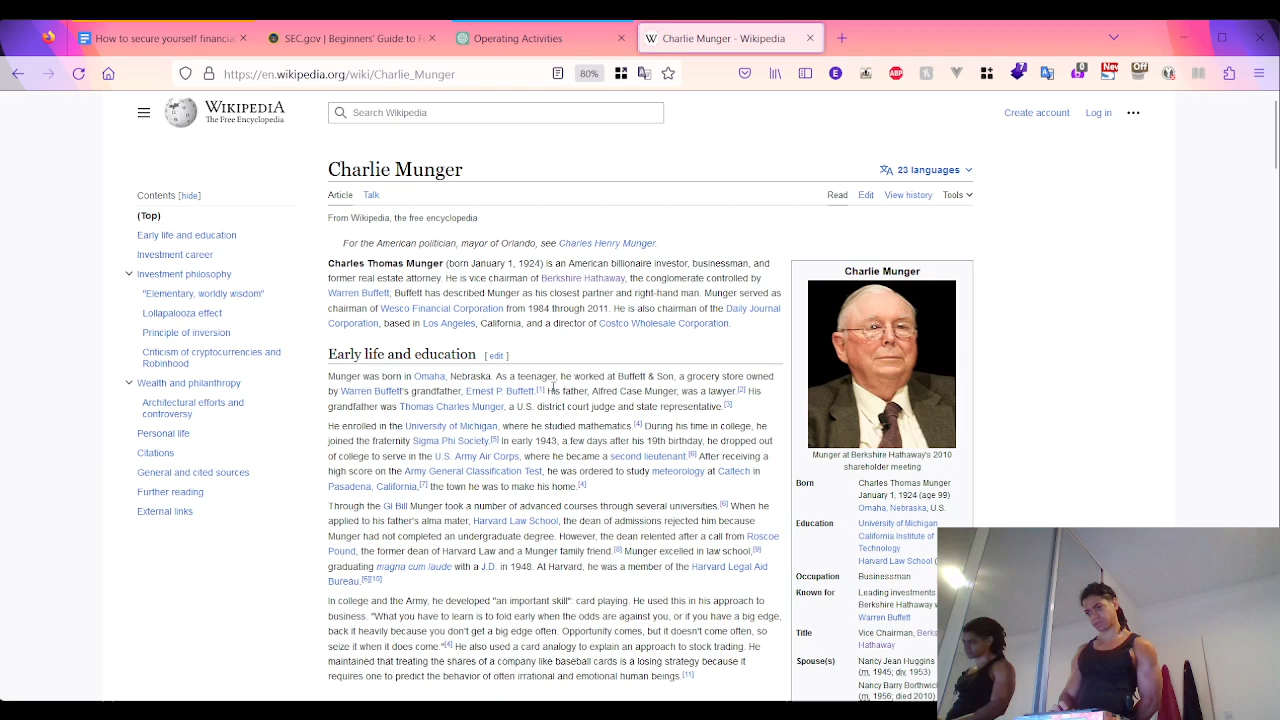 How to secure yourself financial
SEC.gov | Beginners' Guide to F
Operating Activities
Charlie Munger - Wikipedia
https://en.wikipedia.org/wiki/Charlie_Munger
80%
7
0
New
Off
WIKIPEDIA
The Free Encyclopedia
Search Wikipedia
Create account
Log in
Charlie Munger
23 languages
Article
Talk
Read
Edit
View history
Tools
From Wikipedia, the free encyclopedia
Contents [hide]
(Top)
Early life and education
Investment career
Investment philosophy
"Elementary, worldly wisdom"
Lollapalooza effect
Principle of inversion
Criticism of cryptocurrencies and
Robinhood
Wealth and philanthropy
Architectural efforts and
controversy
Personal life
Citations
General and cited sources
Further reading
External links
For the American politician, mayor of Orlando, see Charles Henry Munger.
Charles Thomas Munger (born January 1, 1924) is an American billionaire investor, businessman, and
former real estate attorney. He is vice chairman of Berkshire Hathaway, the conglomerate controlled by
Warren Buffett; Buffett has described Munger as his closest partner and right-hand man. Munger served as
chairman of Wesco Financial Corporation from 1984 through 2011. He is also chairman of the Daily Journal
Corporation, based in Los Angeles, California, and a director of Costco Wholesale Corporation.
Early life and education [ edit ]
Munger was born in Omaha, Nebraska. As a teenager, he worked at Buffett & Son, a grocery store owned
by Warren Buffett's grandfather, Ernest P. Buffett.[1] His father, Alfred Case Munger, was a lawyer.[2] His
grandfather was Thomas Charles Munger, a U.S. district court judge and state representative.[3]
He enrolled in the University of Michigan, where he studied mathematics.[4] During his time in college, he
joined the fraternity Sigma Phi Society.[5] In early 1943, a few days after his 19th birthday, he dropped out
of college to serve in the U.S. Army Air Corps, where he became a second lieutenant.[6] After receiving a
high score on the Army General Classification Test, he was ordered to study meteorology at Caltech in
Pasadena, California,[7] the town he was to make his home.[4]
Through the GI Bill Munger took a number of advanced courses through several universities.[6] When he
applied to his father's alma mater, Harvard Law School, the dean of admissions rejected him because
Munger had not completed an undergraduate degree. However, the dean relented after a call from Roscoe
Pound, the former dean of Harvard Law and a Munger family friend.[8] Munger excelled in law school,[9]
graduating magna cum laude with a J.D. in 1948. At Harvard, he was a member of the Harvard Legal Aid
Bureau.[6][10]
In college and the Army, he developed "an important skill": card playing. He used this in his approach to
business. "What you have to learn is to fold early when the odds are against you, or if you have a big edge,
back it heavily because you don't get a big edge often. Opportunity comes, but it doesn't come often, so
seize it when it does come."[4] He also used a card analogy to explain an approach to stock trading. He
maintained that treating the shares of a company like baseball cards is a losing strategy because it
requires one to predict the behavior of often irrational and emotional human beings.[11]
Charlie Munger
Munger at Berkshire Hathaway's 2010
shareholder meeting
Born Charles Thomas Munger
January 1, 1924 (age 99)
Omaha, Nebraska, U.S.
Education University of Michigan
California Institute of
Technology
Harvard Law School (
Occupation Businessman
Known for Leading investments
Berkshire Hathaway w
Warren Buffett
Title Vice Chairman, Berks
Hathaway
Spouse(s) Nancy Jean Huggins
(m. 1945; div. 1953)
Nancy Barry Borthwick
(m. 1956; died 2010)